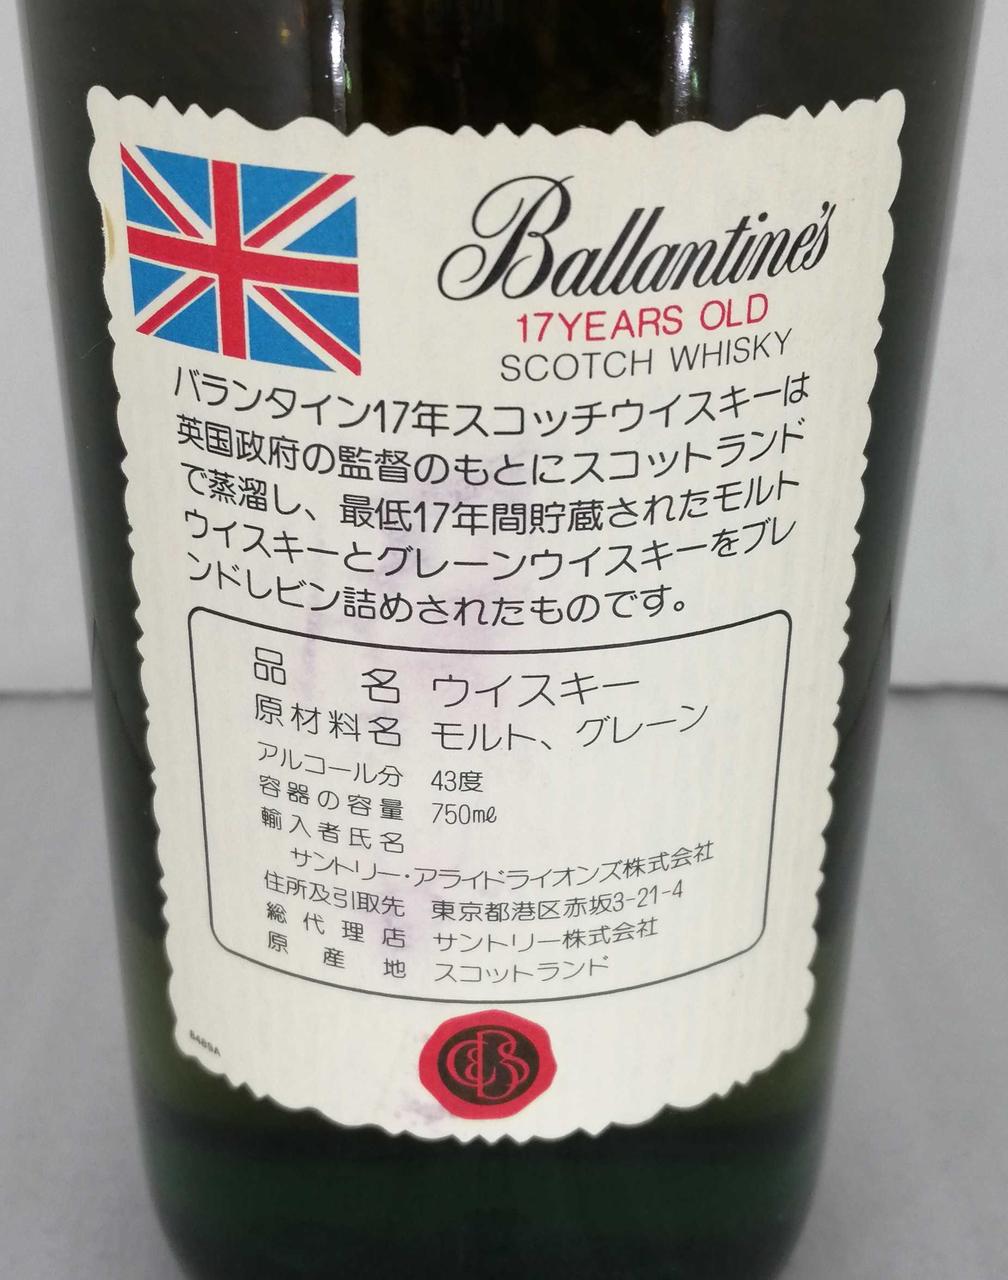 Ballantine's
17YEARS OLD
SCOTCH WHISKY
バランタイン17年スコッチウイスキーは
英国政府の監督のもとにスコットランド
で蒸溜し、最低17年間貯蔵されたモルト
ウイスキーとグレーンウイスキーをブレ
ンドしビン詰めされたものです。
品名 ウイスキー
原材料名 モルト、グレーン
アルコール分 43度
容器の容量 750mℓ
輸入者氏名
サントリー・アライドライオンズ株式会社
住所及引取先 東京都港区赤坂3-21-4
総代理店 サントリー株式会社
原産地 スコットランド